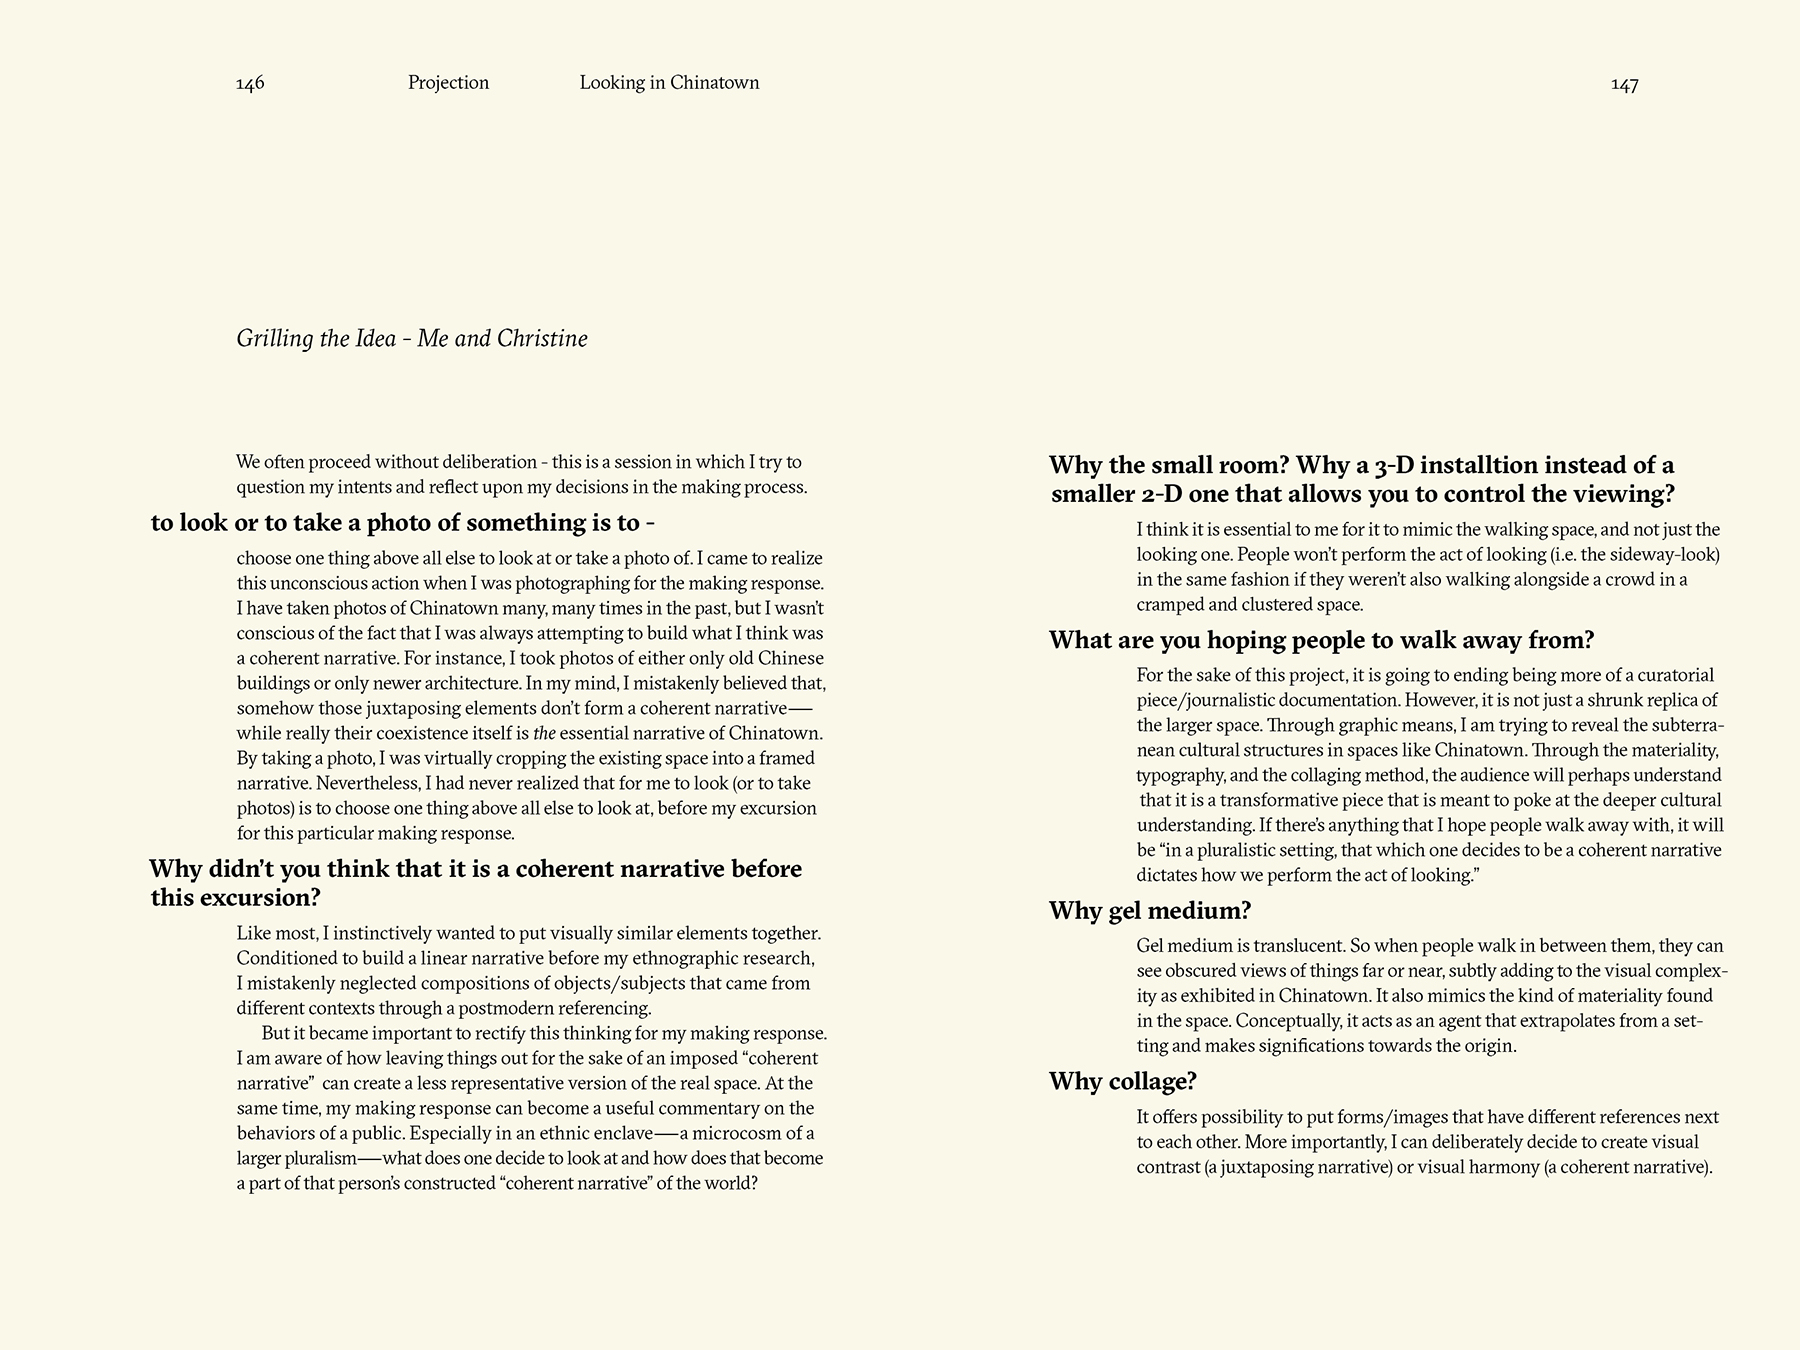 146 Projection Looking in Chinatown
Grilling the Idea - Me and Christine
We often proceed without deliberation - this is a session in which I try to
question my intents and reflect upon my decisions in the making process.
to look or to take a photo of something is to -
choose one thing above all else to look at or take a photo of. I came to realize
this unconscious action when I was photographing for the making response.
I have taken photos of Chinatown many, many times in the past, but I wasn’t
conscious of the fact that I was always attempting to build what I think was
a coherent narrative. For instance, I took photos of either only old Chinese
buildings or only newer architecture. In my mind, I mistakenly believed that,
somehow those juxtaposing elements don’t form a coherent narrative—
while really their coexistence itself is the essential narrative of Chinatown.
By taking a photo, I was virtually cropping the existing space into a framed
narrative. Nevertheless, I had never realized that for me to look (or to take
photos) is to choose one thing above all else to look at, before my excursion
for this particular making response.
Why didn’t you think that it is a coherent narrative before
this excursion?
Like most, I instinctively wanted to put visually similar elements together.
Conditioned to build a linear narrative before my ethnographic research,
I mistakenly neglected compositions of objects/subjects that came from
different contexts through a postmodern referencing.
But it became important to rectify this thinking for my making response.
I am aware of how leaving things out for the sake of an imposed “coherent
narrative” can create a less representative version of the real space. At the
same time, my making response can become a useful commentary on the
behaviors of a public. Especially in an ethnic enclave—a microcosm of a
larger pluralism—what does one decide to look at and how does that become
a part of that person’s constructed “coherent narrative” of the world?
147
Why the small room? Why a 3-D installtion instead of a
smaller 2-D one that allows you to control the viewing?
I think it is essential to me for it to mimic the walking space, and not just the
looking one. People won’t perform the act of looking (i.e. the sideway-look)
in the same fashion if they weren’t also walking alongside a crowd in a
cramped and clustered space.
What are you hoping people to walk away from?
For the sake of this project, it is going to ending being more of a curatorial
piece/journalistic documentation. However, it is not just a shrunk replica of
the larger space. Through graphic means, I am trying to reveal the subterra-
nean cultural structures in spaces like Chinatown. Through the materiality,
typography, and the collaging method, the audience will perhaps understand
that it is a transformative piece that is meant to poke at the deeper cultural
understanding. If there’s anything that I hope people walk away with, it will
be “in a pluralistic setting, that which one decides to be a coherent narrative
dictates how we perform the act of looking.”
Why gel medium?
Gel medium is translucent. So when people walk in between them, they can
see obscured views of things far or near, subtly adding to the visual complex-
ity as exhibited in Chinatown. It also mimics the kind of materiality found
in the space. Conceptually, it acts as an agent that extrapolates from a set-
ting and makes significations towards the origin.
Why collage?
It offers possibility to put forms/images that have different references next
to each other. More importantly, I can deliberately decide to create visual
contrast (a juxtaposing narrative) or visual harmony (a coherent narrative).